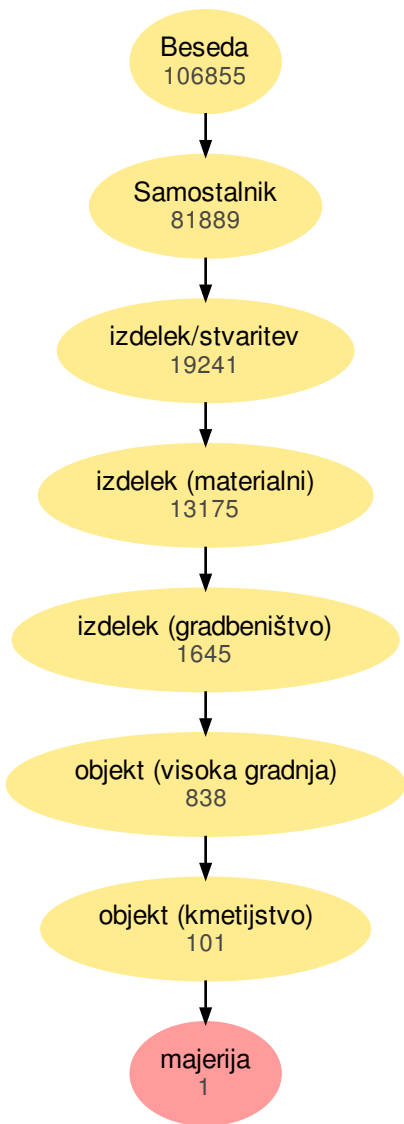 Beseda
106855
Samostalnik
81889
izdelek/stvaritev
19241
izdelek (materialni)
13175
izdelek (gradbeništvo)
1645
objekt (visoka gradnja)
838
objekt (kmetijstvo)
101
majerija
1